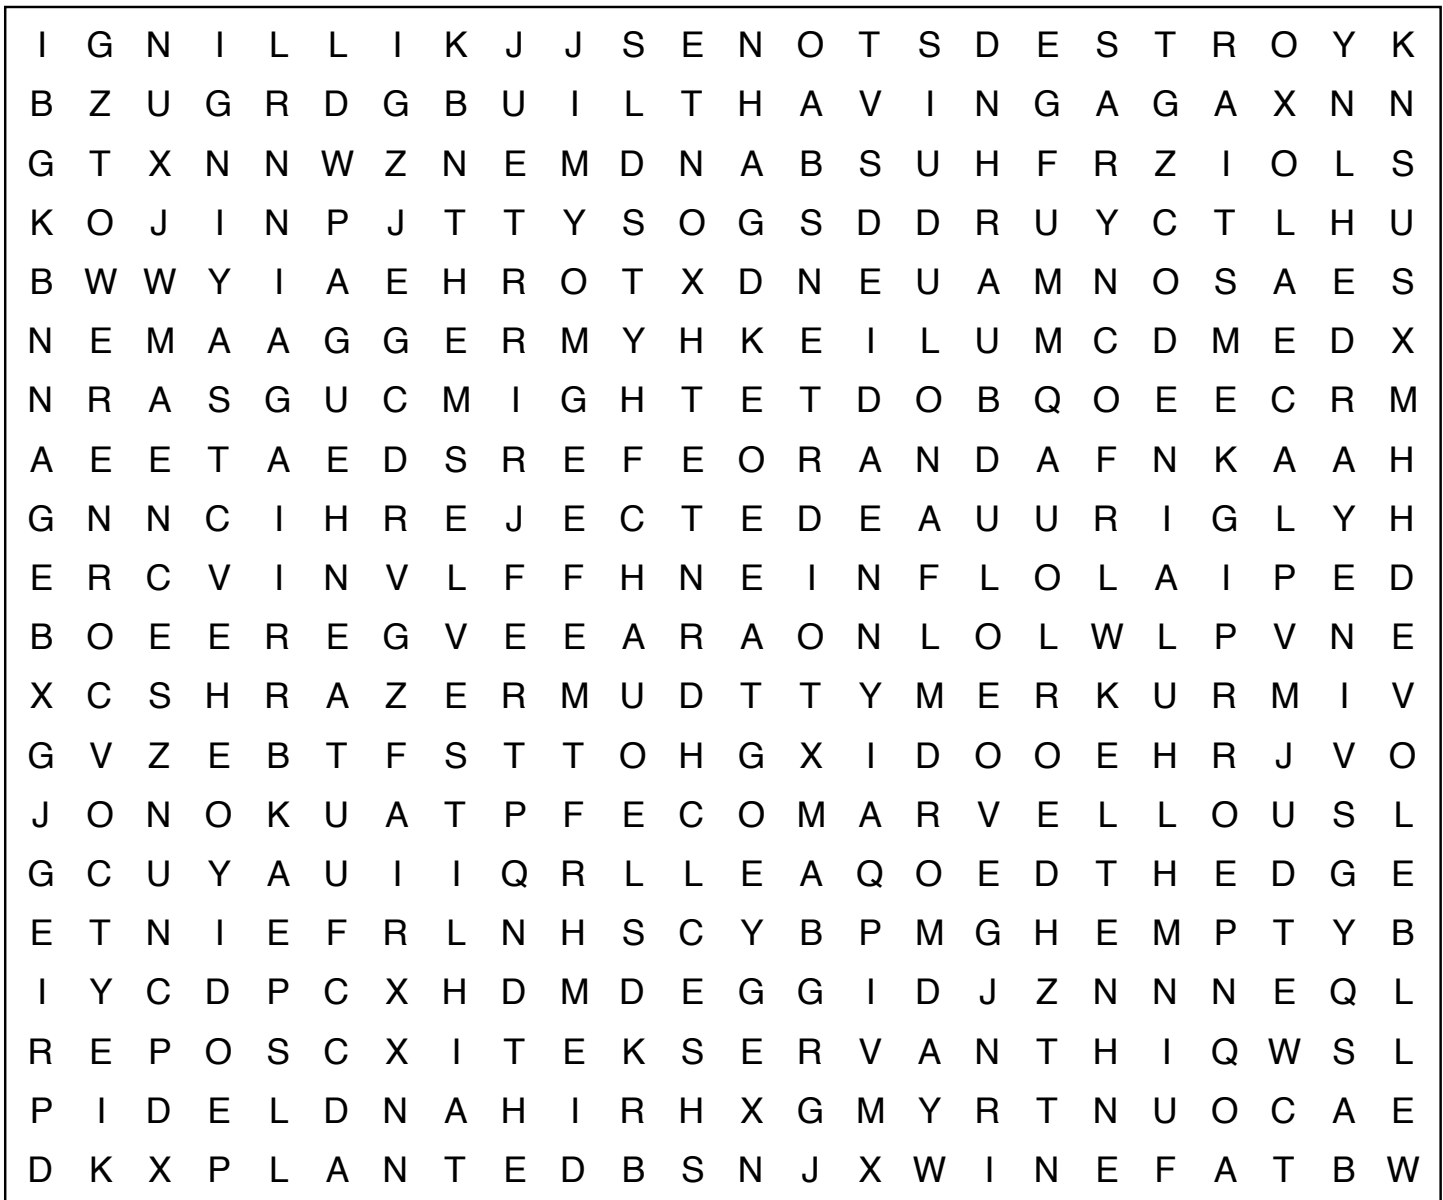 I G N I L L I K J J S E N O T S D E S T R O Y K
B Z U G R D G B U I L T H A V I N G A G A X N N
G T X N N W Z N E M D N A B S U H F R Z I O L S
K O J I N P J T T Y S O G S D D R U Y C T L H U
B W W Y I A E H R O T X D N E U A M N O S A E S
N E M A A G G E R M Y H K E I L U M C D M E D X
N R A S G U C M I G H T E T D O B Q O E E C R M
A E E T A E D S R E F E O R A N D A F N K A A H
G N N C I H R E J E C T E D E A U U R I G L Y H
E R C V I N V L F F H N E I N F L O L A I P E D
B O E E R E G V E E A R A O N L O L W L P V N E
X C S H R A Z E R M U D T T Y M E R K U R M I V
G V Z E B T F S T T O H G X I D O O E H R J V O
J O N O K U A T P F E C O M A R V E L L O U S L
G C U Y A U I I Q R L L E A Q O E D T H E D G E
E T N I E F R L N H S C Y B P M G H E M P T Y B
I Y C D P C X H D M D E G G I D J Z N N N E Q L
R E P O S C X I T E K S E R V A N T H I Q W S L
P I D E L D N A H I R H X G M Y R T N U O C A E
D K X P L A N T E D B S N J X W I N E F A T B W